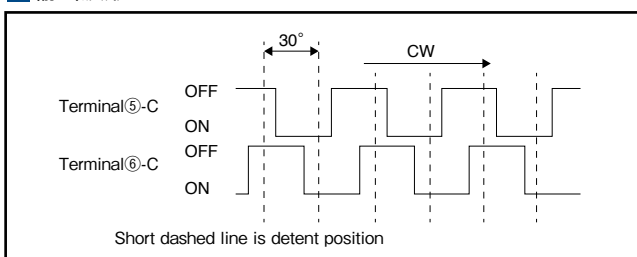 30°
CW
OFF
Terminal⑤-C
ON
OFF
Terminal⑥-C
ON
Short dashed line is detent position